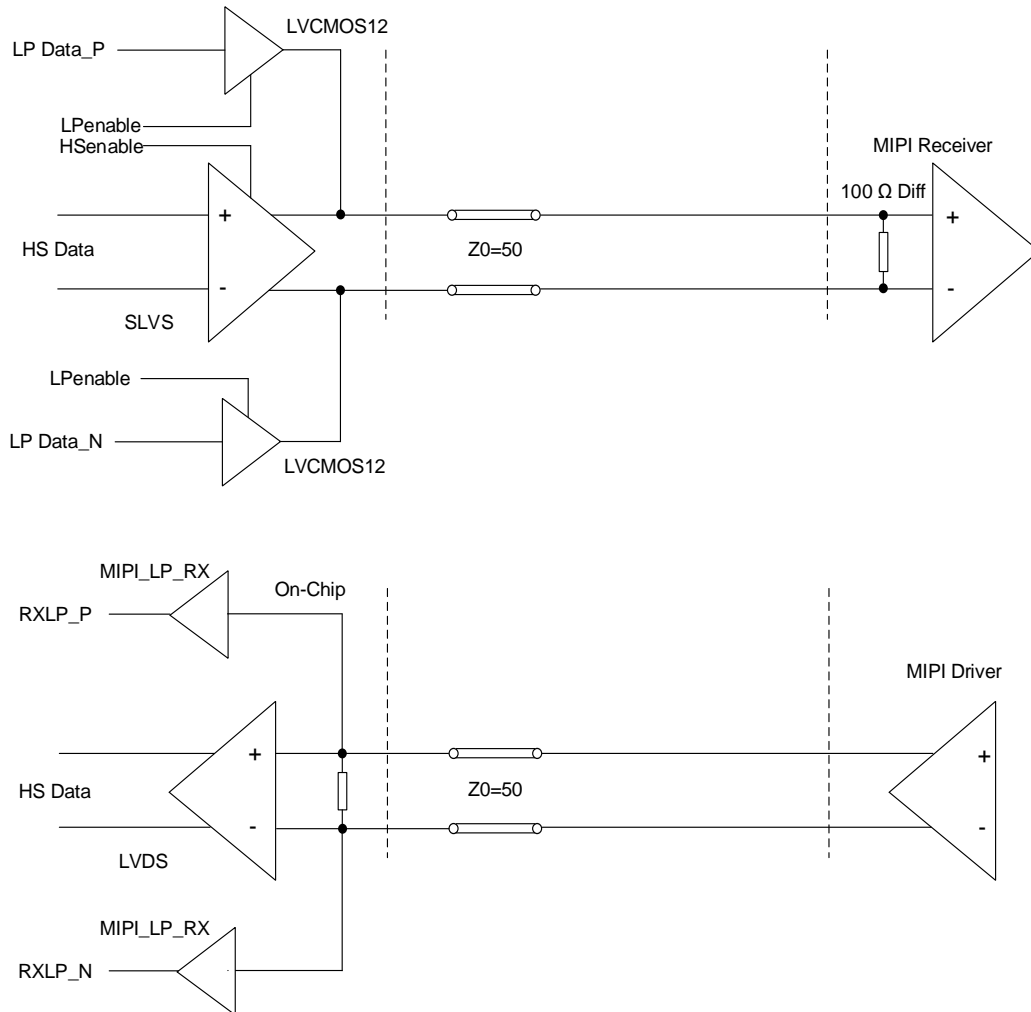 LVCMOS12
LP Data_P
LPenable
HSenable
MIPI Receiver
100 Ω Diff
+
+
HS Data
Z0=50
-
-
SLVS
LPenable
LP Data_N
LVCMOS12
MIPI_LP_RX
On-Chip
RXLP_P
MIPI Driver
+
+
HS Data
Z0=50
-
-
LVDS
MIPI_LP_RX
RXLP_N